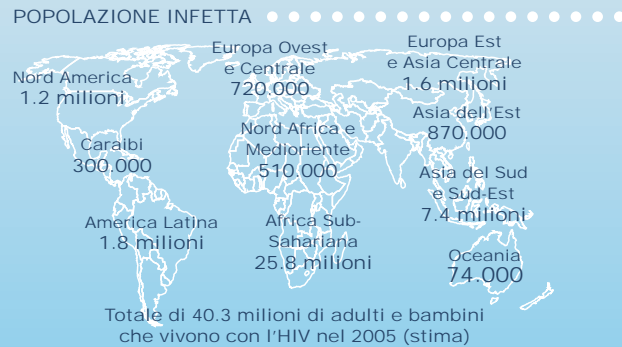 POPOLAZIONE INFETTA
Nord America
1.2 milioni
Europa Ovest
e Centrale
720.000
Europa Est
e Asia Centrale
1.6 milioni
Asia dell'Est
870.000
Caraibi
300.000
Nord Africa e
Medioriente
510.000
Asia del Sud
e Sud-Est
7.4 milioni
America Latina
1.8 milioni
Africa Sub-
Sahariana
25.8 milioni
Oceania
74.000
Totale di 40.3 milioni di adulti e bambini
che vivono con l'HIV nel 2005 (stima)